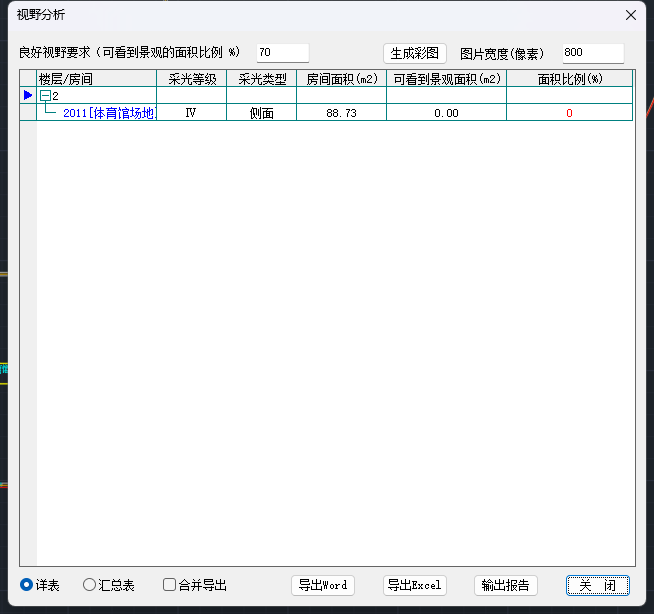 视野分析
良好视野要求（可看到景观的面积比例 %） 70 生成彩图 图片宽度(像素) 800
楼层/房间 采光等级 采光类型 房间面积(m2) 可看到景观面积(m2) 面积比例(%)
2
2011[体育馆场地] Ⅳ 侧面 88.73 0.00 0
详表 汇总表 合并导出 导出Word 导出Excel 输出报告 关 闭